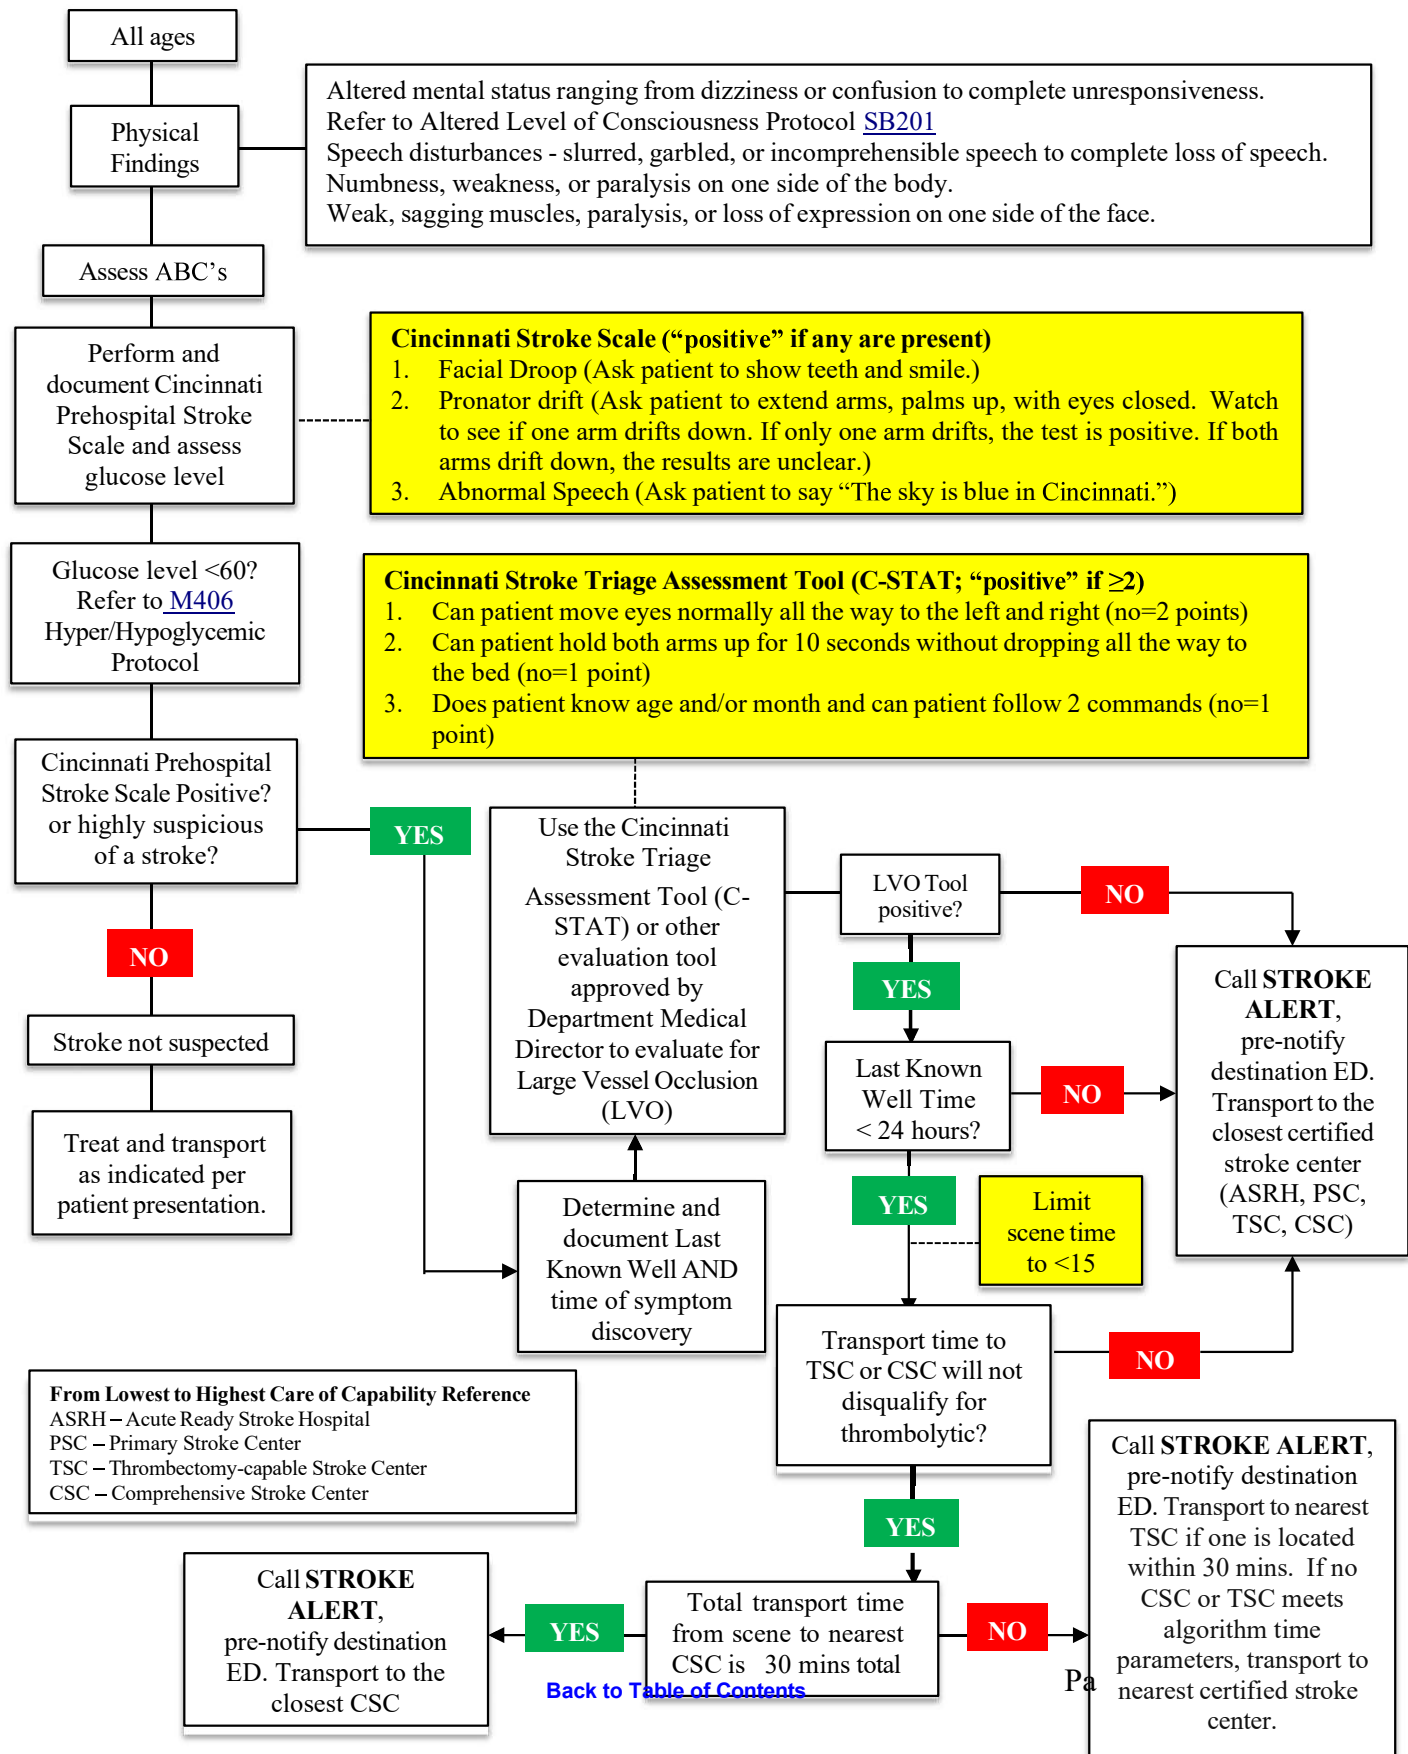 All ages
Physical
Findings
Altered mental status ranging from dizziness or confusion to complete unresponsiveness.
Refer to Altered Level of Consciousness Protocol SB201
Speech disturbances - slurred, garbled, or incomprehensible speech to complete loss of speech.
Numbness, weakness, or paralysis on one side of the body.
Weak, sagging muscles, paralysis, or loss of expression on one side of the face.
Assess ABC’s
Perform and
document Cincinnati
Prehospital Stroke
Scale and assess
glucose level
Cincinnati Stroke Scale (“positive” if any are present)
1. Facial Droop (Ask patient to show teeth and smile.)
2. Pronator drift (Ask patient to extend arms, palms up, with eyes closed. Watch
to see if one arm drifts down. If only one arm drifts, the test is positive. If both
arms drift down, the results are unclear.)
3. Abnormal Speech (Ask patient to say “The sky is blue in Cincinnati.”)
Glucose level <60?
Refer to M406
Hyper/Hypoglycemic
Protocol
Cincinnati Stroke Triage Assessment Tool (C-STAT; “positive” if ≥2)
1. Can patient move eyes normally all the way to the left and right (no=2 points)
2. Can patient hold both arms up for 10 seconds without dropping all the way to
the bed (no=1 point)
3. Does patient know age and/or month and can patient follow 2 commands (no=1
point)
Cincinnati Prehospital
Stroke Scale Positive?
or highly suspicious
of a stroke?
YES
NO
Stroke not suspected
Treat and transport
as indicated per
patient presentation.
Use the Cincinnati
Stroke Triage
Assessment Tool (C-
STAT) or other
evaluation tool
approved by
Department Medical
Director to evaluate for
Large Vessel Occlusion
(LVO)
Determine and
document Last
Known Well AND
time of symptom
discovery
LVO Tool
positive?
NO
YES
Last Known
Well Time
< 24 hours?
NO
YES
Limit
scene time
to <15
Call STROKE
ALERT,
pre-notify
destination ED.
Transport to the
closest certified
stroke center
(ASRH, PSC,
TSC, CSC)
Transport time to
TSC or CSC will not
disqualify for
thrombolytic?
NO
YES
From Lowest to Highest Care of Capability Reference
ASRH – Acute Ready Stroke Hospital
PSC – Primary Stroke Center
TSC – Thrombectomy-capable Stroke Center
CSC – Comprehensive Stroke Center
Total transport time
from scene to nearest
CSC is 30 mins total
YES
NO
Call STROKE
ALERT,
pre-notify destination
ED. Transport to the
closest CSC
Call STROKE ALERT,
pre-notify destination
ED. Transport to nearest
TSC if one is located
within 30 mins. If no
CSC or TSC meets
algorithm time
parameters, transport to
nearest certified stroke
center.
Back to Table of Contents
Pa